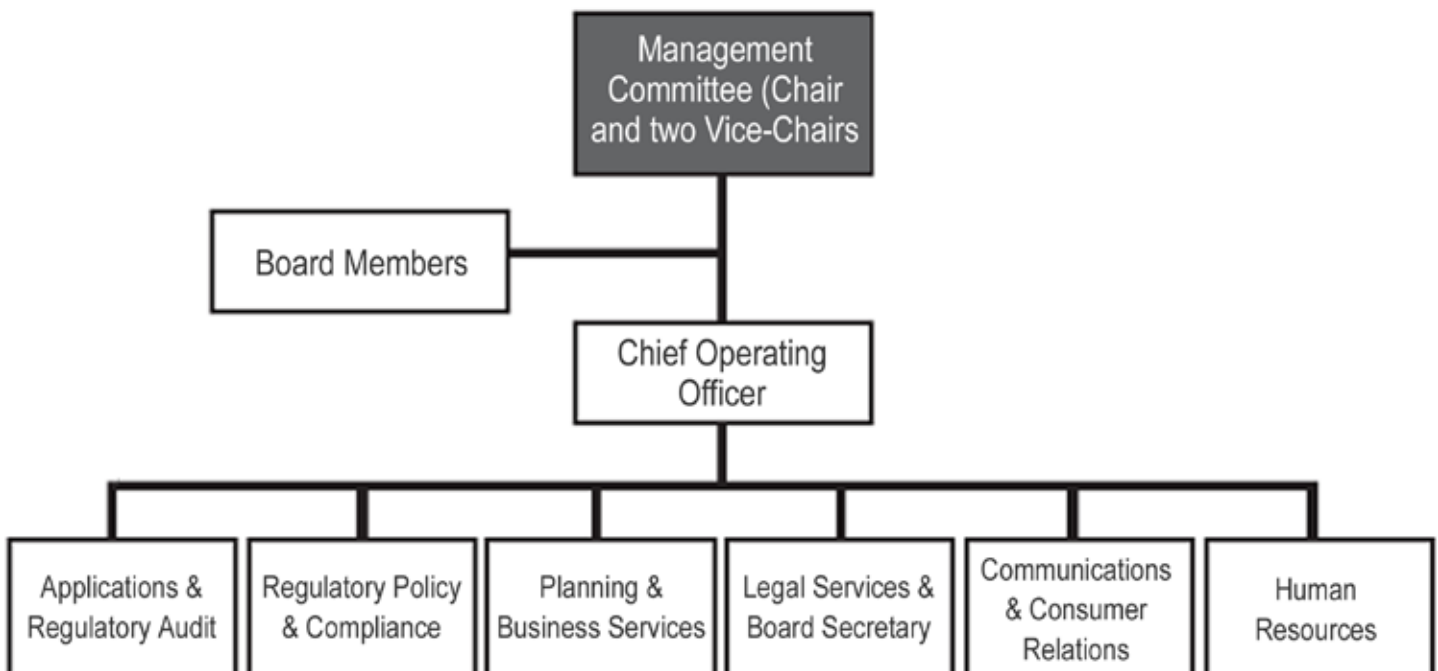 Management
Committee (Chair
and two Vice-Chairs
Board Members
Chief Operating
Officer
Applications &
Regulatory Audit
Regulatory Policy
& Compliance
Planning &
Business Services
Legal Services &
Board Secretary
Communications
& Consumer
Relations
Human
Resources